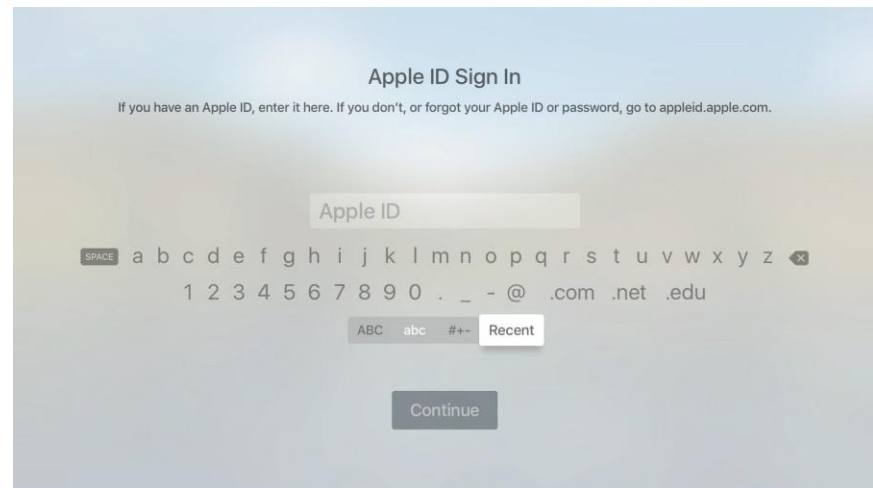 Apple ID Sign In
If you have an Apple ID, enter it here. If you don't, or forgot your Apple ID or password, go to appleid.apple.com.
Apple ID
SPACE a b c d e f g h i j k l m n o p q r s t u v w x y z
1 2 3 4 5 6 7 8 9 0 . _ - @ .com .net .edu
ABC abc #+- Recent
Continue